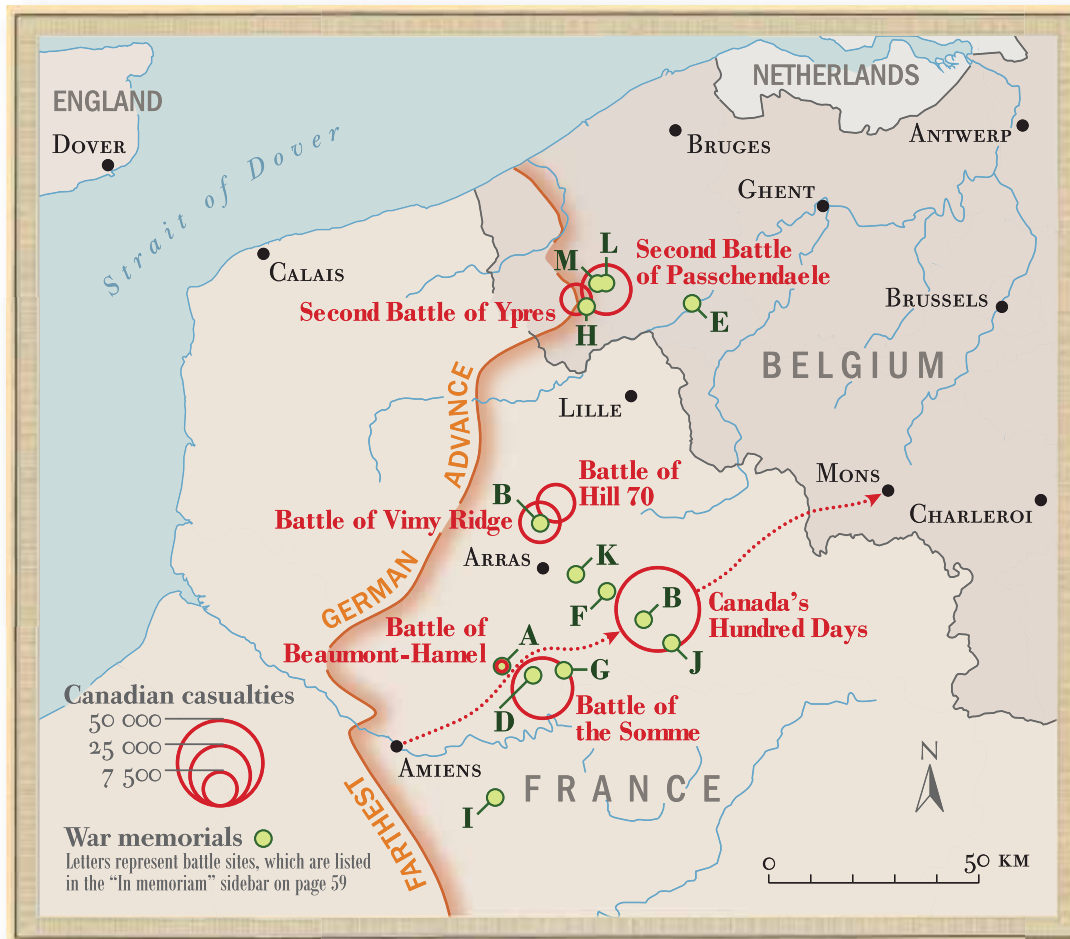 ENGLAND
DOVER
Strait of Dover
CALAIS
NETHERLANDS
BRUGES
ANTWERP
GHENT
L
M
Second Battle
of Passchendaele
Second Battle of Ypres
H
E
BRUSSELS
BELGIUM
LILLE
FARTHEST GERMAN ADVANCE
Battle of
Hill 70
B
Battle of Vimy Ridge
MONS
CHARLEROI
ARRAS
K
F
B
Canada's
Hundred Days
J
Battle of
Beaumont-Hamel
A
G
D
Battle of
the Somme
AMIENS
FRANCE
I
N
0
50 KM
Canadian casualties
50 000
25 000
7 500
War memorials
Letters represent battle sites, which are listed
in the “In memoriam” sidebar on page 59